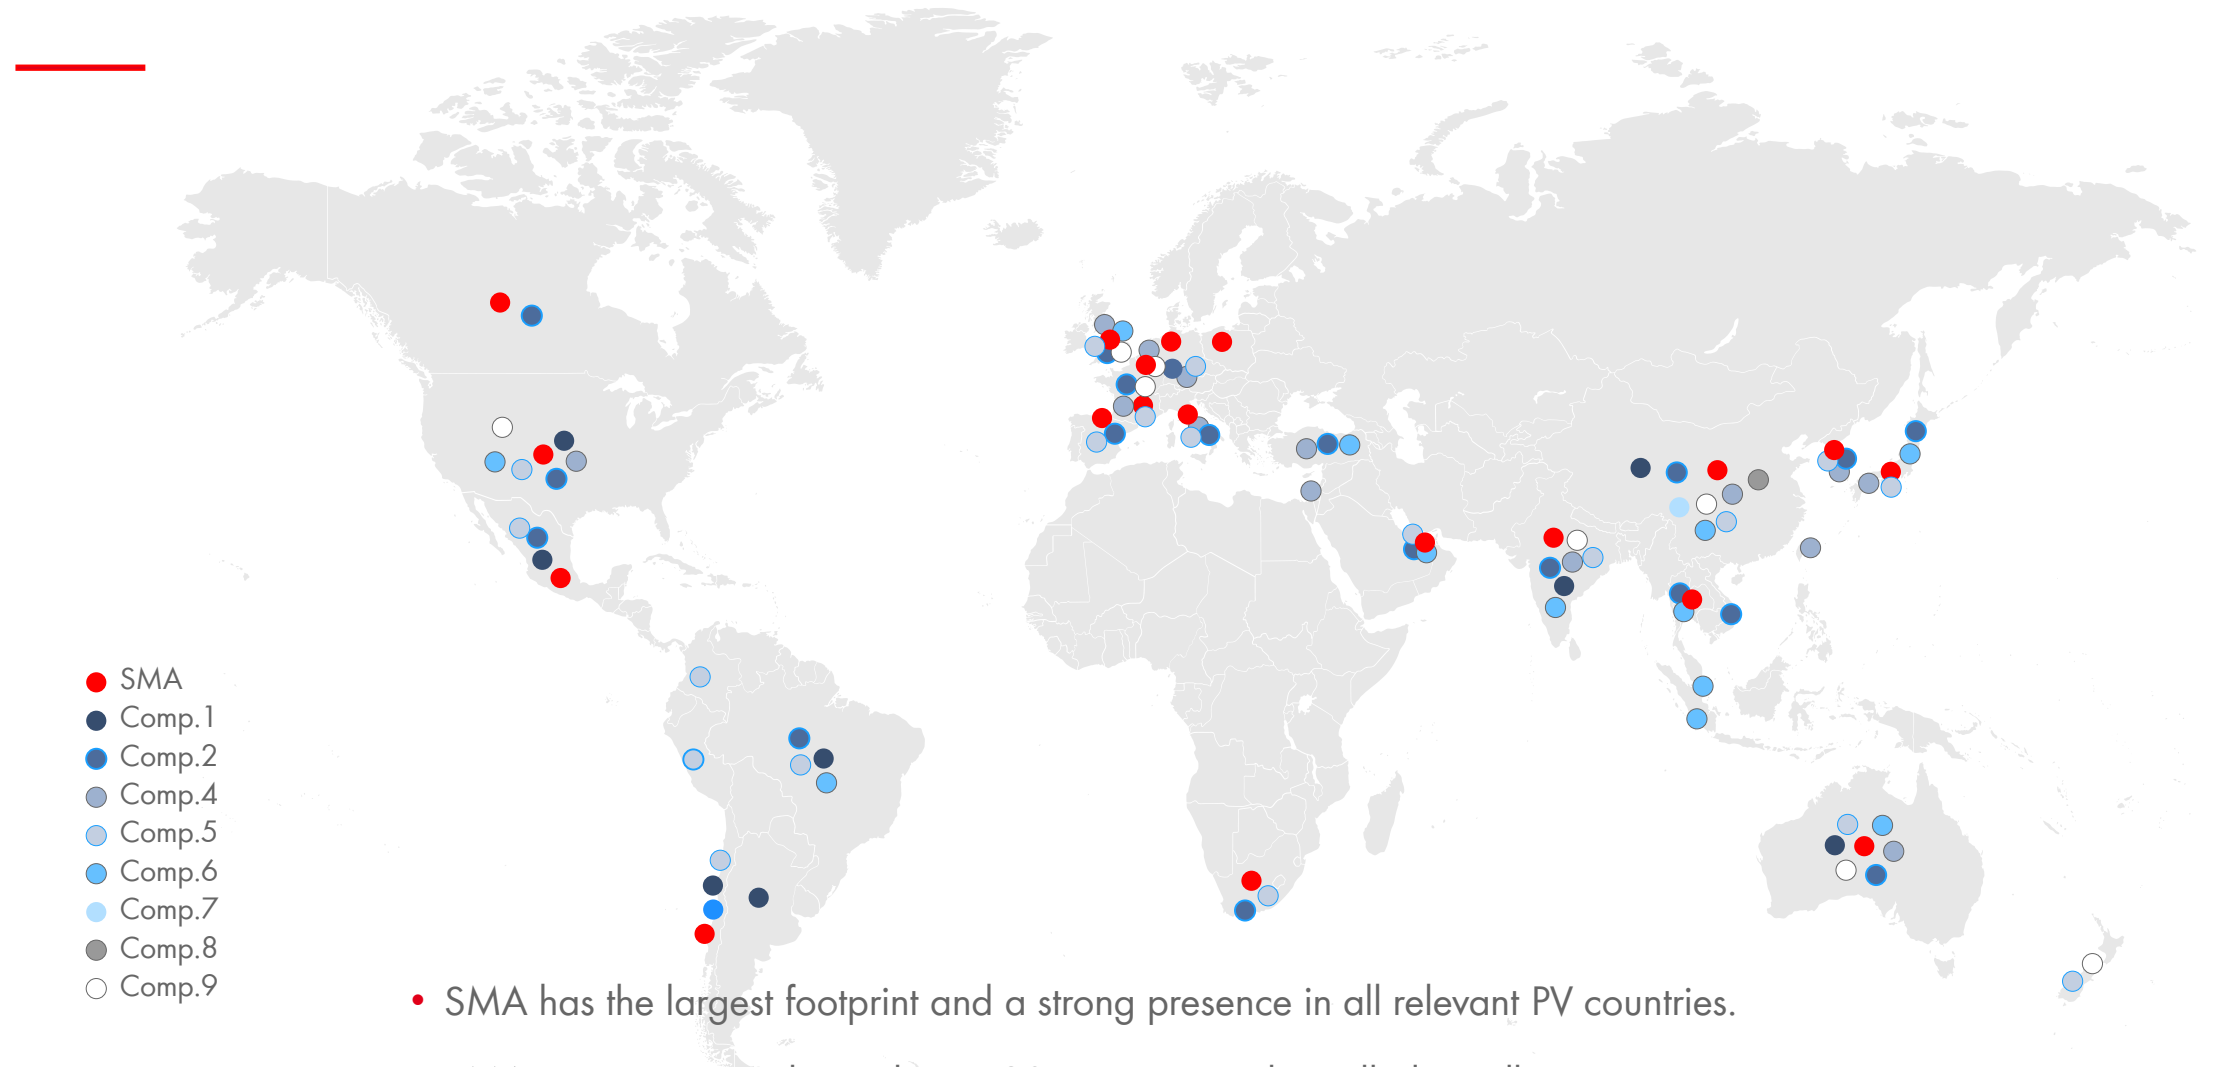 SMA
Comp.1
Comp.2
Comp.4
Comp.5
Comp.6
Comp.7
Comp.8
Comp.9
• SMA has the largest footprint and a strong presence in all relevant PV countries.